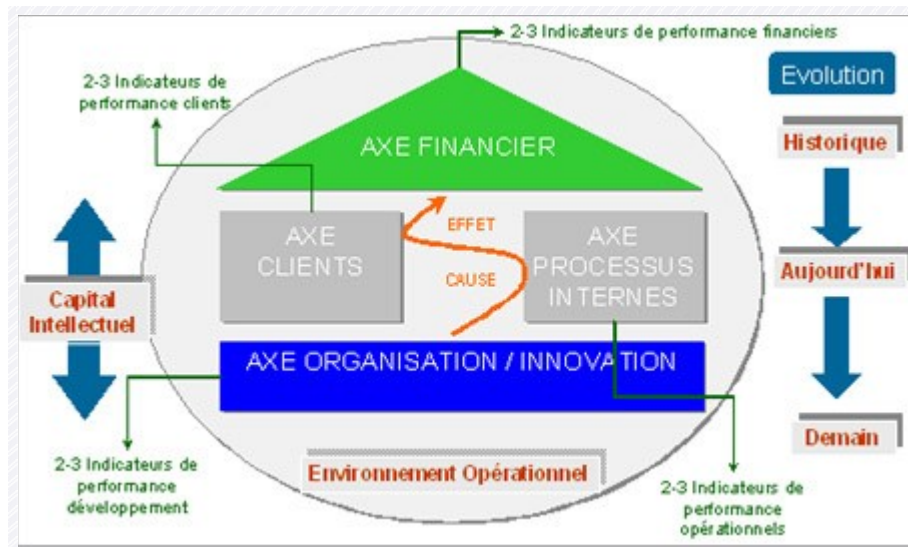 2-3 Indicateurs de performance financiers
Evolution
2-3 Indicateurs de
performance clients
Historique
AXE FINANCIER
EFFET
AXE
CLIENTS
AXE
PROCESSUS
INTERNES
Aujourd'hui
CAUSE
Capital
Intellectuel
AXE ORGANISATION / INNOVATION
Demain
2-3 Indicateurs de
performance
développement
Environnement Opérationnel
2-3 Indicateurs de
performance
opérationnels